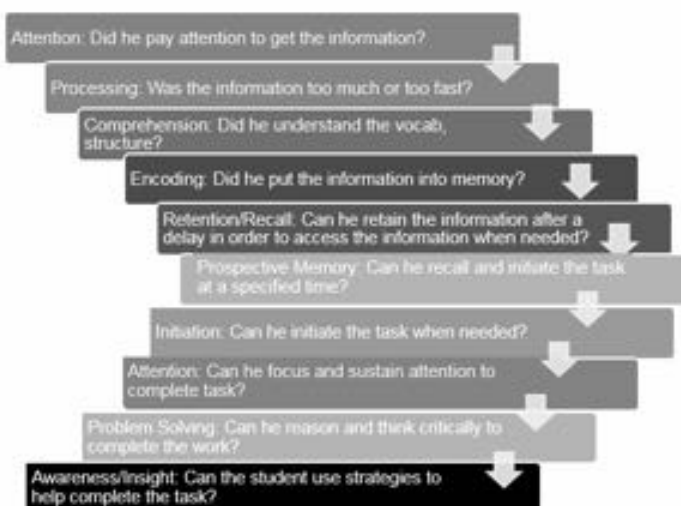 Attention: Did he pay attention to get the information?
Processing: Was the information too much or too fast?
Comprehension: Did he understand the vocab,
structure?
Encoding: Did he put the information into memory?
Retention/Recall: Can he retain the information after a
delay in order to access the information when needed?
Prospective Memory: Can he recall and initiate the task
at a specified time?
Initiation: Can he initiate the task when needed?
Attention: Can he focus and sustain attention to
complete task?
Problem Solving: Can he reason and think critically to
complete the work?
Awareness/Insight: Can the student use strategies to
help complete the task?